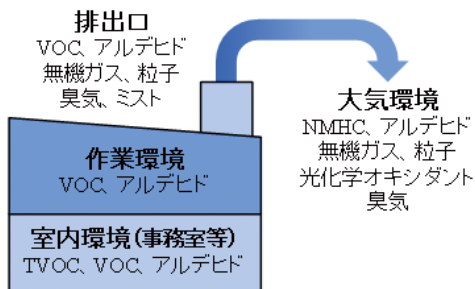 排出口
VOC、アルデヒド
無機ガス、粒子
臭気、ミスト
大気環境
NMHC、アルデヒド
無機ガス、粒子
光化学オキシダント
臭気
作業環境
VOC、アルデヒド
室内環境(事務室等)
TVOC、VOC、アルデヒド